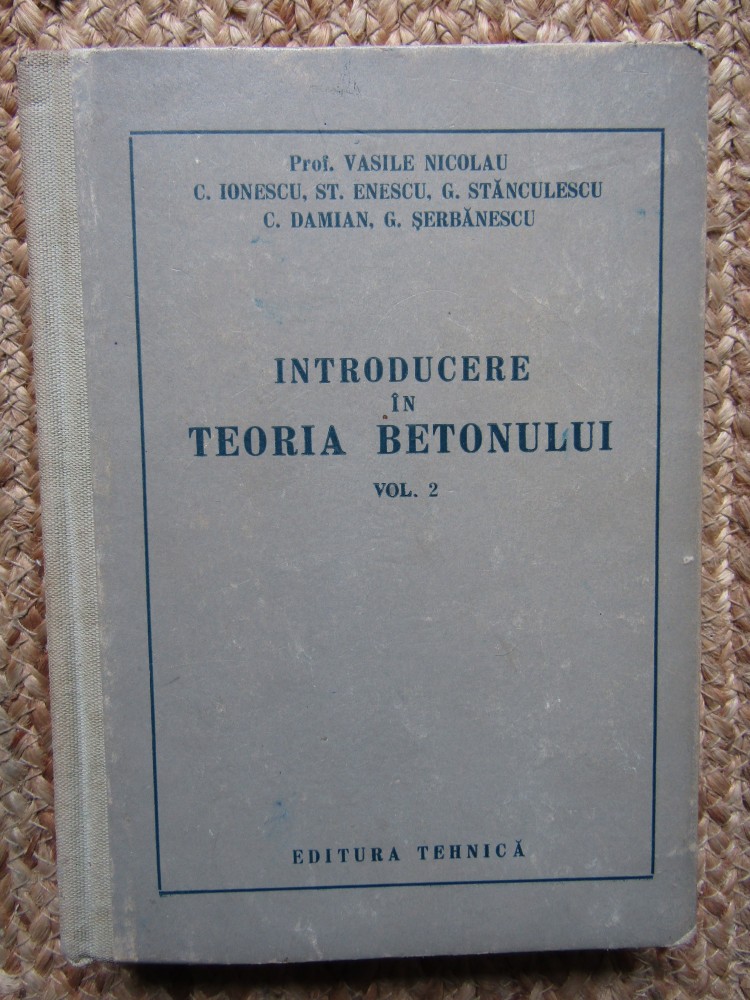 Prof. VASILE NICOLAU
C. IONESCU, ST. ENESCU, G. STĂNCULESCU
C. DAMIAN, G. ŞERBĂNESCU
INTRODUCERE
ÎN
TEORIA BETONULUI
VOL. 2
EDITURA TEHNICĂ